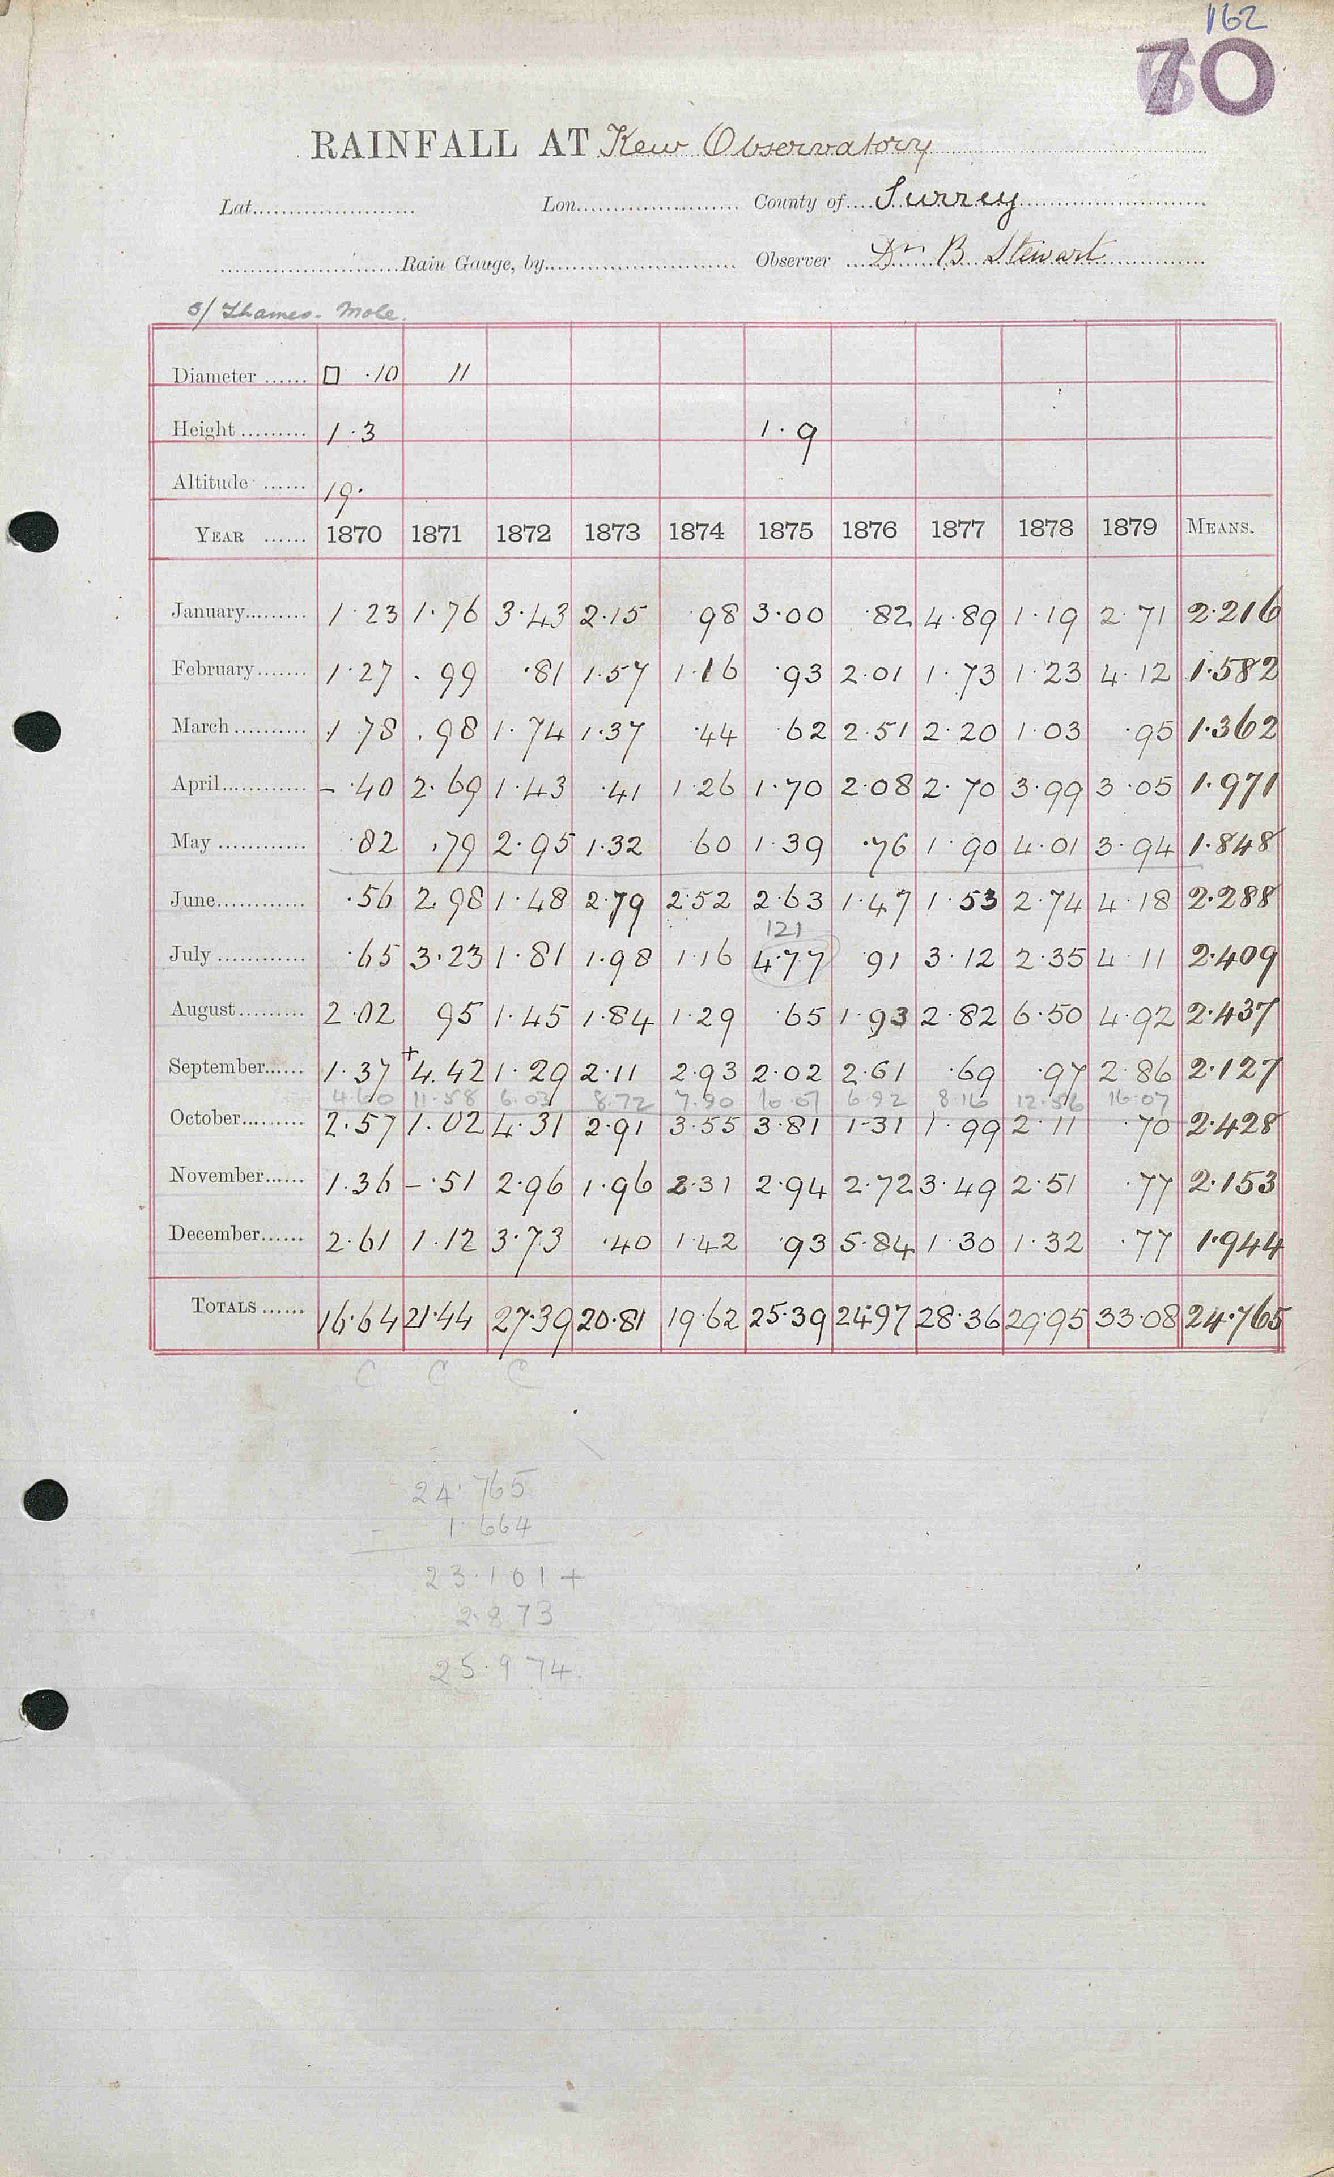 162
70
RAINFALL AT Kew Observatory
Lat. Lon. County of Surrey
Rain Gauge, by Observer Dr B. Stewart
5/ Thames - Mole.
Diameter □ ·10 11
Height 1·3 1·9
Altitude 19·
YEAR 1870 1871 1872 1873 1874 1875 1876 1877 1878 1879 MEANS.
January 1·23 1·76 3·43 2·15 ·98 3·00 ·82 4·89 1·19 2·71 2·216
February 1·27 ·99 ·81 1·57 1·16 ·93 2·01 1·73 1·23 4·12 1·582
March 1·78 ·98 1·74 1·37 ·44 ·62 2·51 2·20 1·03 ·95 1·362
April - ·40 2·69 1·43 ·41 1·26 1·70 2·08 2·70 3·99 3·05 1·971
May ·82 ·79 2·95 1·32 ·60 1·39 ·76 1·90 4·01 3·94 1·848
June ·56 2·98 1·48 2·79 2·52 2·63 1·47 1·53 2·74 4·18 2·288
121
July ·65 3·23 1·81 1·98 1·16 4·77 ·91 3·12 2·35 4·11 2·409
August 2·02 ·95 1·45 1·84 1·29 ·65 1·93 2·82 6·50 4·92 2·437
September 1·37 +4·42 1·29 2·11 2·93 2·02 2·61 ·69 ·97 2·86 2·127
4·60 11·58 6·03 8·72 7·90 10·07 6·92 8·16 12·56 16·07
October 2·57 1·02 4·31 2·91 3·55 3·81 1·31 1·99 2·11 ·70 2·428
November 1·36 - ·51 2·96 1·96 2·31 2·94 2·72 3·49 2·51 ·77 2·153
December 2·61 1·12 3·73 ·40 1·42 ·93 5·84 1·30 1·32 ·77 1·944
TOTALS 16·64 21·44 27·39 20·81 19·62 25·39 24·97 28·36 29·95 33·08 24·765
C C C
24·765
- 1·664
23·101 +
2·873
25·974.